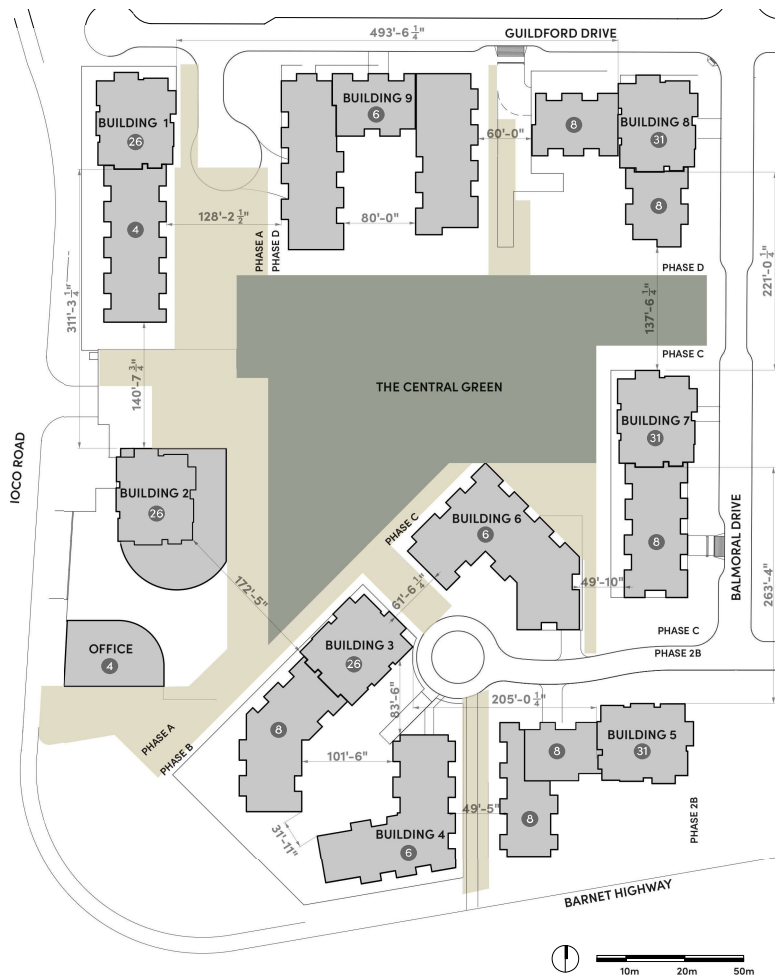 493'-6 1/4"
GUILDFORD DRIVE
BUILDING 1
26
4
BUILDING 9
6
8
BUILDING 8
31
8
60'-0"
128'-2 1/2"
80'-0"
PHASE A
PHASE D
PHASE D
221'-0 1/4"
311'-3 1/4"
137'-6 1/4"
PHASE C
140'-7 3/4"
THE CENTRAL GREEN
BUILDING 7
31
8
IOCO ROAD
BUILDING 2
26
PHASE C
BUILDING 6
6
BALMORAL DRIVE
172'-5"
61'-6 1/4"
49'-10"
263'-4"
OFFICE
4
BUILDING 3
26
8
PHASE C
PHASE 2B
83'-6"
205'-0 1/4"
PHASE A
PHASE B
101'-6"
8
BUILDING 5
31
8
49'-5"
31'-11"
BUILDING 4
6
PHASE 2B
BARNET HIGHWAY
10m 20m 50m